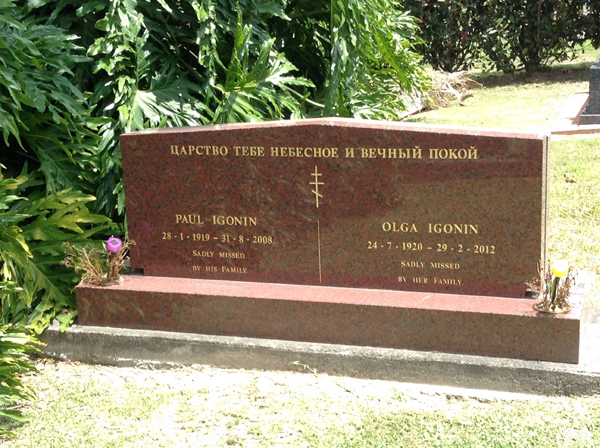 ЦАРСТВО ТЕБЕ НЕБЕСНОЕ И ВЕЧНЫЙ ПОКОЙ
PAUL IGONIN
28 - 1 - 1919 - 31 - 8 - 2008
SADLY MISSED
BY HIS FAMILY
OLGA IGONIN
24 - 7 - 1920 - 29 - 2 - 2012
SADLY MISSED
BY HER FAMILY